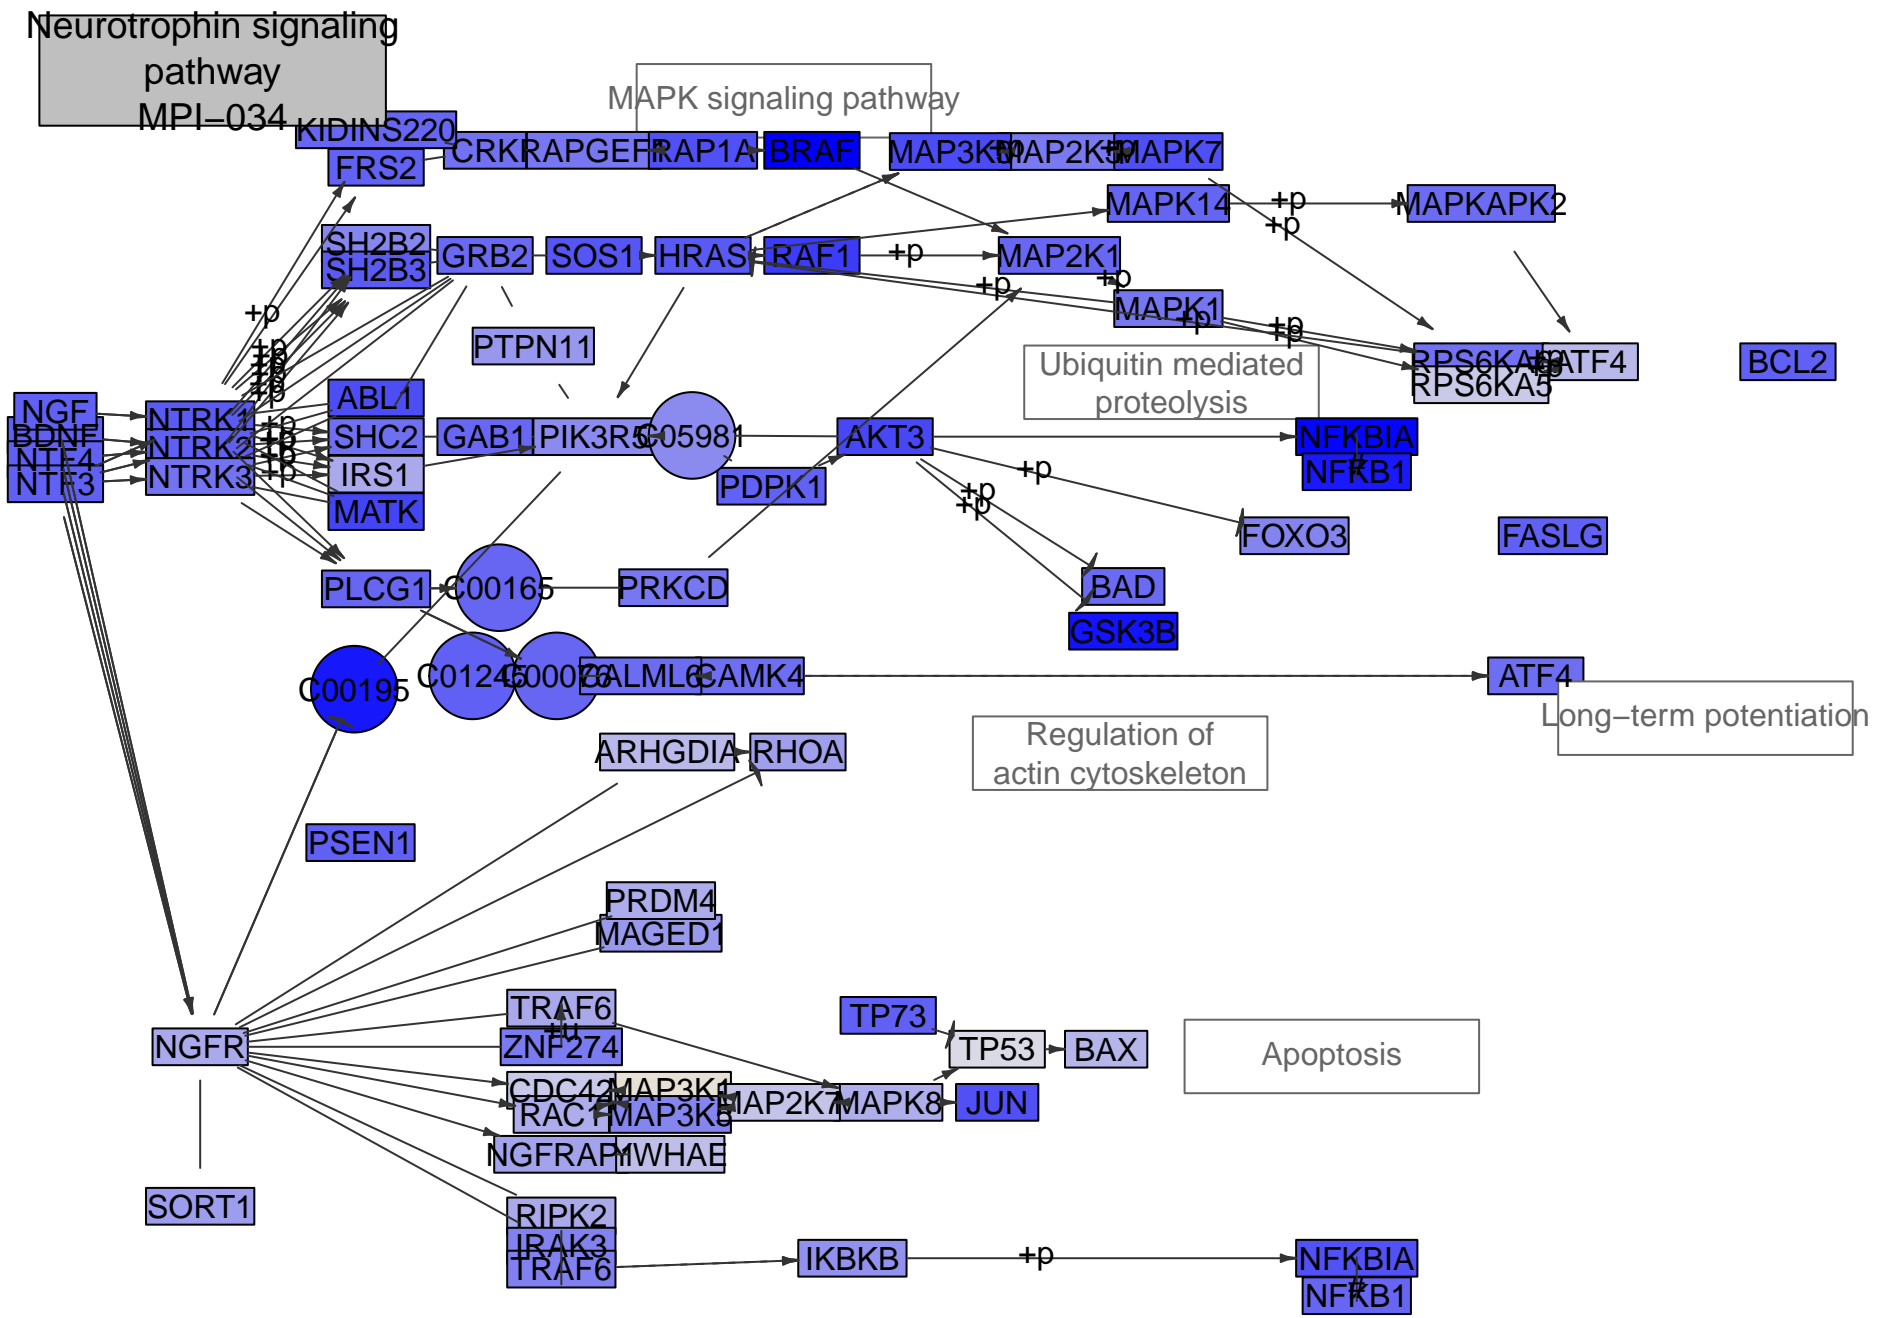 Neurotrophin signaling
pathway
MPI−034
MAPK signaling pathway
KIDINS220
FRS2
RAP1A
BRAF
MAPK7
+p
MAPK14
+p
MAPKAPK2
+p
SH2B2
SH2B3
GRB2
SOS1
HRAS
RAF1
+p
MAP2K1
+p
+p
MAPK1
+p
+p
+p
+p
PTPN11
Ubiquitin mediated
proteolysis
RPS6KA5
ATF4
BCL2
+p
+p
NGF
BDNF
NTF4
NTF3
NTRK1
NTRK2
NTRK3
+p
+p
+p
+p
ABL1
SHC2
IRS1
MATK
GAB1
PIK3R5
C05981
PDPK1
AKT3
+p
+p
+p
NFKBIA
NFKB1
FOXO3
FASLG
PLCG1
C00165
PRKCD
BAD
GSK3B
C00195
C01245
C00076
CALML6
CAMK4
ATF4
Long−term potentiation
ARHGDIA
RHOA
Regulation of
actin cytoskeleton
PSEN1
PRDM4
MAGED1
TRAF6
+u
ZNF274
NGFR
TP73
TP53
BAX
Apoptosis
CDC42
RAC1
MAP3K1
MAP3K5
MAP2K7
MAPK8
JUN
NGFRAP1
YWHAE
SORT1
RIPK2
IRAK3
TRAF6
IKBKB
+p
NFKBIA
NFKB1